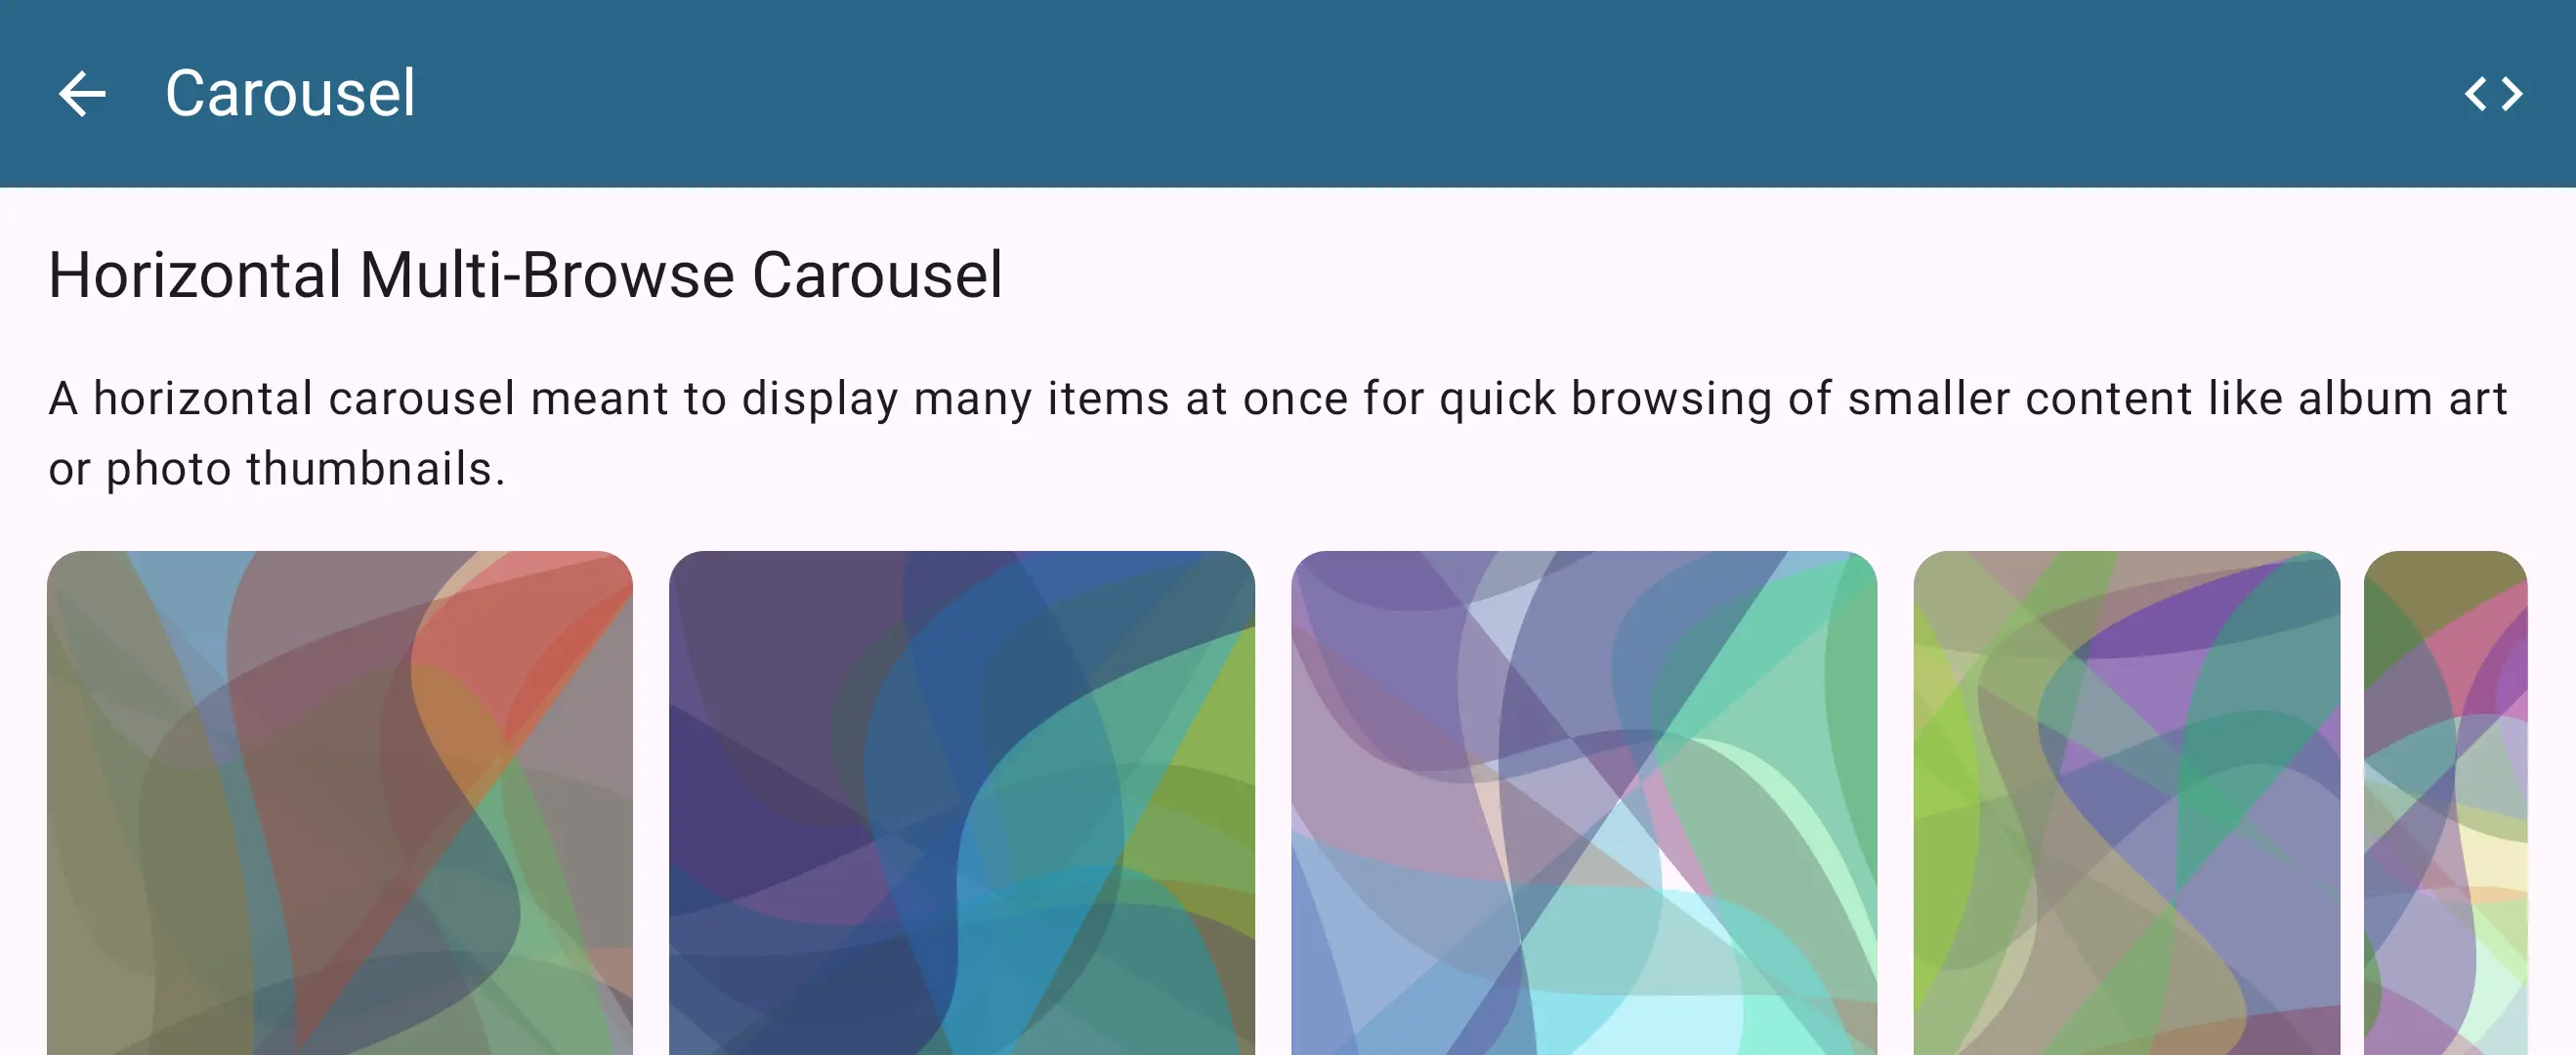 Carousel
Horizontal Multi-Browse Carousel
A horizontal carousel meant to display many items at once for quick browsing of smaller content like album art
or photo thumbnails.